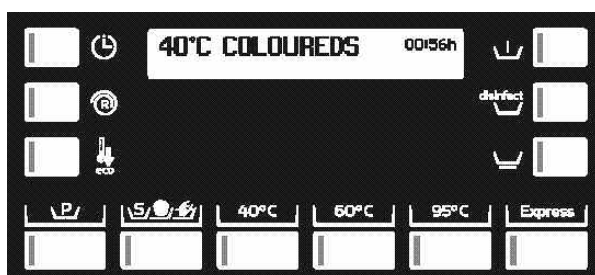 40°C COLOUREDS 00:56h
R
disinfect
eco
P S/ 40°C 60°C 95°C Express